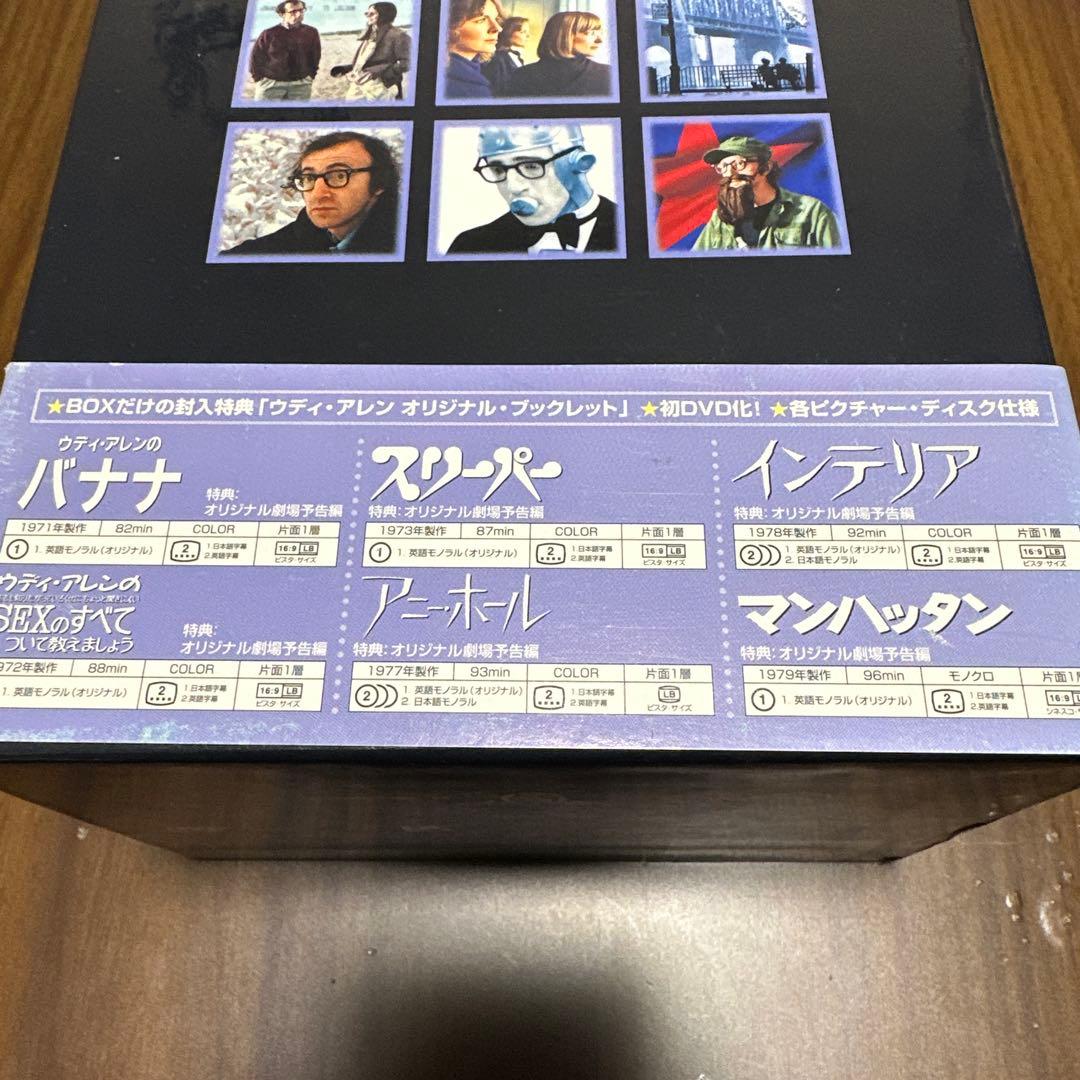 ★BOXだけの封入特典「ウディ・アレン オリジナル・ブックレット」 ★初DVD化! ★各ピクチャー・ディスク仕様
ウディ・アレンの
バナナ
特典:
オリジナル劇場予告編
1971年製作 82min COLOR 片面1層
1 1. 英語モノラル(オリジナル) 2 1.日本語字幕 2.英語字幕 16:9 LB ビスタ・サイズ
スリーパー
特典: オリジナル劇場予告編
1973年製作 87min COLOR 片面1層
1 1. 英語モノラル(オリジナル) 2 1.日本語字幕 2.英語字幕 16:9 LB ビスタ・サイズ
インテリア
特典: オリジナル劇場予告編
1978年製作 92min COLOR 片面1層
2 1. 英語モノラル(オリジナル) 2. 日本語モノラル 2 1.日本語字幕 2.英語字幕 16:9 LB ビスタ・サイズ
ウディ・アレンの
SEXのすべて
ついて教えましょう
特典:
オリジナル劇場予告編
972年製作 88min COLOR 片面1層
1. 英語モノラル(オリジナル) 2 1.日本語字幕 2.英語字幕 16:9 LB ビスタ・サイズ
アニー・ホール
特典: オリジナル劇場予告編
1977年製作 93min COLOR 片面1層
2 1. 英語モノラル(オリジナル) 2. 日本語モノラル 2 1.日本語字幕 2.英語字幕 LB ビスタ・サイズ
マンハッタン
特典: オリジナル劇場予告編
1979年製作 96min モノクロ 片面1
1 1. 英語モノラル(オリジナル) 2 1.日本語字幕 2.英語字幕 16:9 シネスコ・